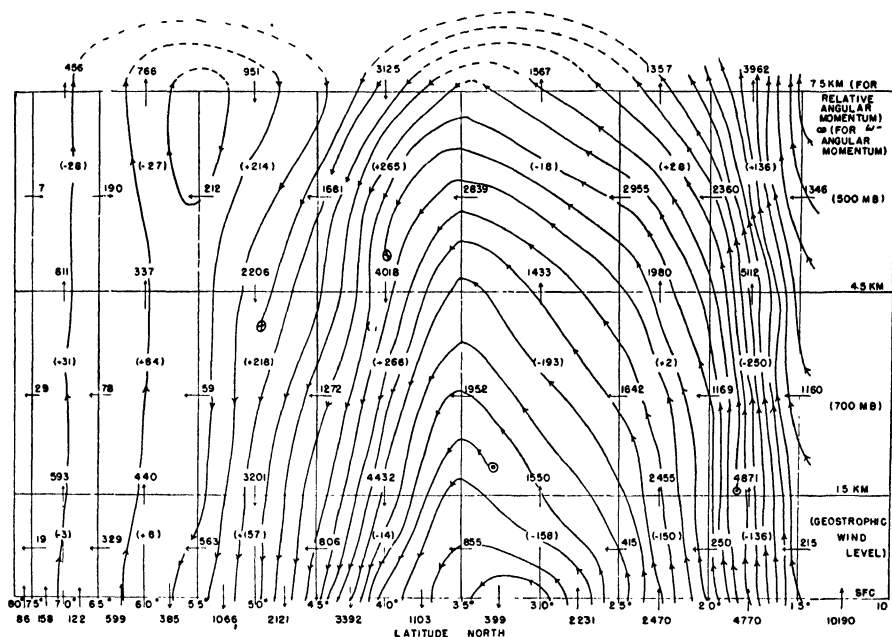 456 766 951 3125 1567 1357 3962 7.5 KM (FOR
RELATIVE
ANGULAR
MOMENTUM)
∞ (FOR ω-
ANGULAR
MOMENTUM)
(-28) (-27) (+214) (+265) (-18) (+28) (+136)
7 190 212 1681 2839 2955 2360 1346 (500 MB)
611 337 2206 4018 1433 1980 5112
4.5 KM
(+31) (+64) (+218) (+266) (-193) (+2) (-250)
29 78 59 1272 1952 1642 1169 1160
(700 MB)
593 440 3201 4432 1550 2455 4871
1.5 KM
(-3) (+8) (+157) (-14) (-158) (-150) (-136) (GEOSTROPHIC
WIND
LEVEL)
19 329 563 806 855 415 250 215
SFC
80° 75° 70° 65° 60° 55° 50° 45° 40° 35° 30° 25° 20° 15° 10
86 158 122 599 385 1066 2121 3392 1103 399 2231 2470 4770 10190
LATITUDE NORTH